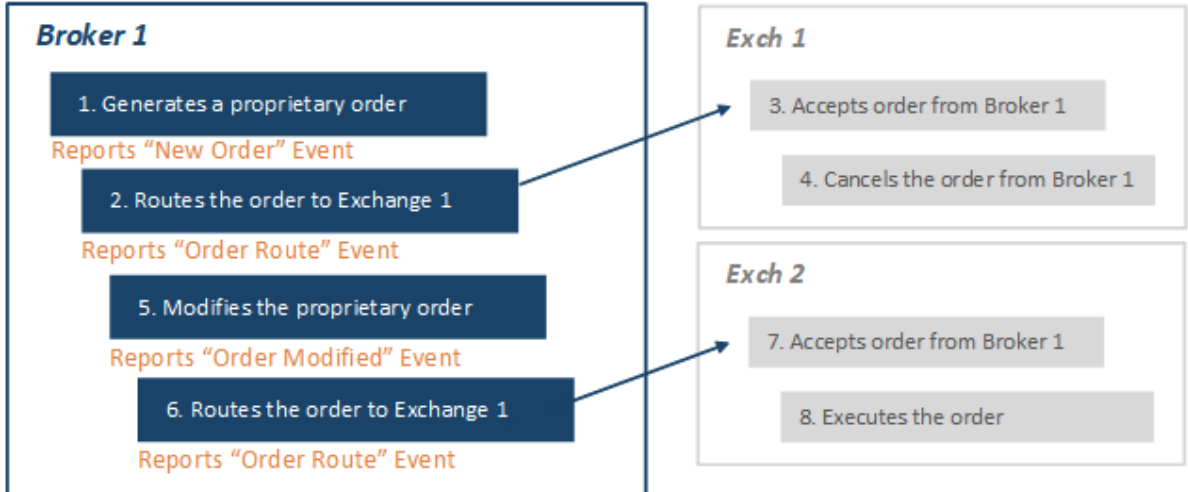 Broker 1
1. Generates a proprietary order
Reports “New Order” Event
2. Routes the order to Exchange 1
Reports “Order Route” Event
5. Modifies the proprietary order
Reports “Order Modified” Event
6. Routes the order to Exchange 1
Reports “Order Route” Event
Exch 1
3. Accepts order from Broker 1
4. Cancels the order from Broker 1
Exch 2
7. Accepts order from Broker 1
8. Executes the order